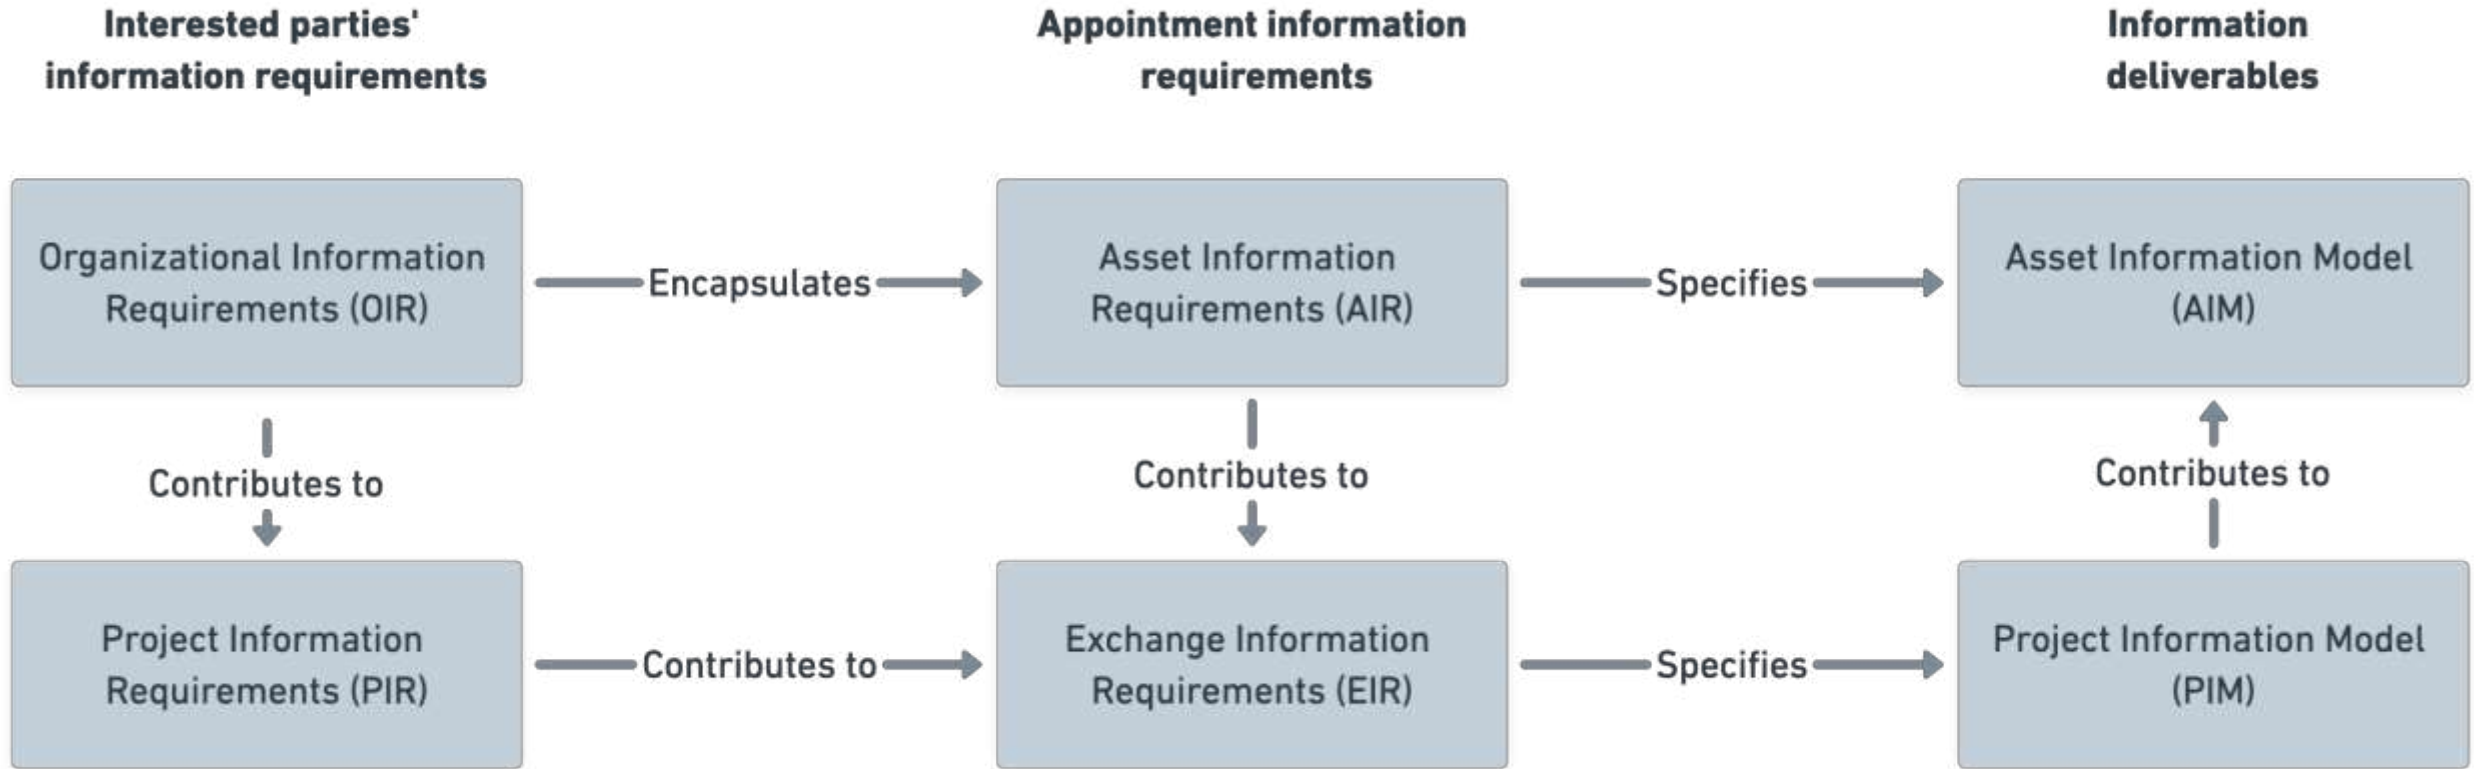 Interested parties'
information requirements
Appointment information
requirements
Information
deliverables
Organizational Information
Requirements (OIR)
Encapsulates
Asset Information
Requirements (AIR)
Specifies
Asset Information Model
(AIM)
Contributes to
Contributes to
Contributes to
Project Information
Requirements (PIR)
Contributes to
Exchange Information
Requirements (EIR)
Specifies
Project Information Model
(PIM)